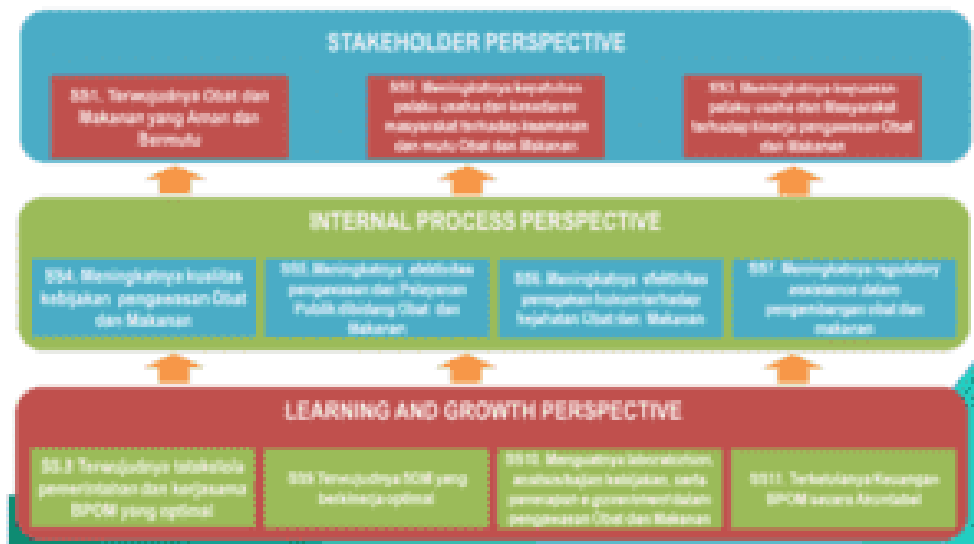 STAKEHOLDER PERSPECTIVE
SS1. Terwujudnya Obat dan
Makanan yang Aman dan
Bermutu
SS2. Meningkatnya kepatuhan
pelaku usaha dan kesadaran
masyarakat terhadap keamanan
dan mutu Obat dan Makanan
SS3. Meningkatnya kepuasan
pelaku usaha dan Masyarakat
terhadap kinerja pengawasan Obat
dan Makanan
INTERNAL PROCESS PERSPECTIVE
SS4. Meningkatnya kualitas
kebijakan pengawasan Obat
dan Makanan
SS5. Meningkatnya efektivitas
pengawasan dan Pelayanan
Publik dibidang Obat dan
Makanan
SS6. Meningkatnya efektivitas
penegakan hukum terhadap
kejahatan Obat dan Makanan
SS7. Meningkatnya regulatory
assistance dalam
pengembangan obat dan
makanan
LEARNING AND GROWTH PERSPECTIVE
Terwujudnya tatakelola
pemerintahan dan kerjasama
BPOM yang optimal
SS9 Terwujudnya SDM yang
berkinerja optimal
SS10. Menguatnya laboratorium,
analisis/kajian kebijakan, serta
penerapan e-government dalam
pengawasan Obat dan Makanan
SS11. Terkelolanya Keuangan
BPOM secara Akuntabel